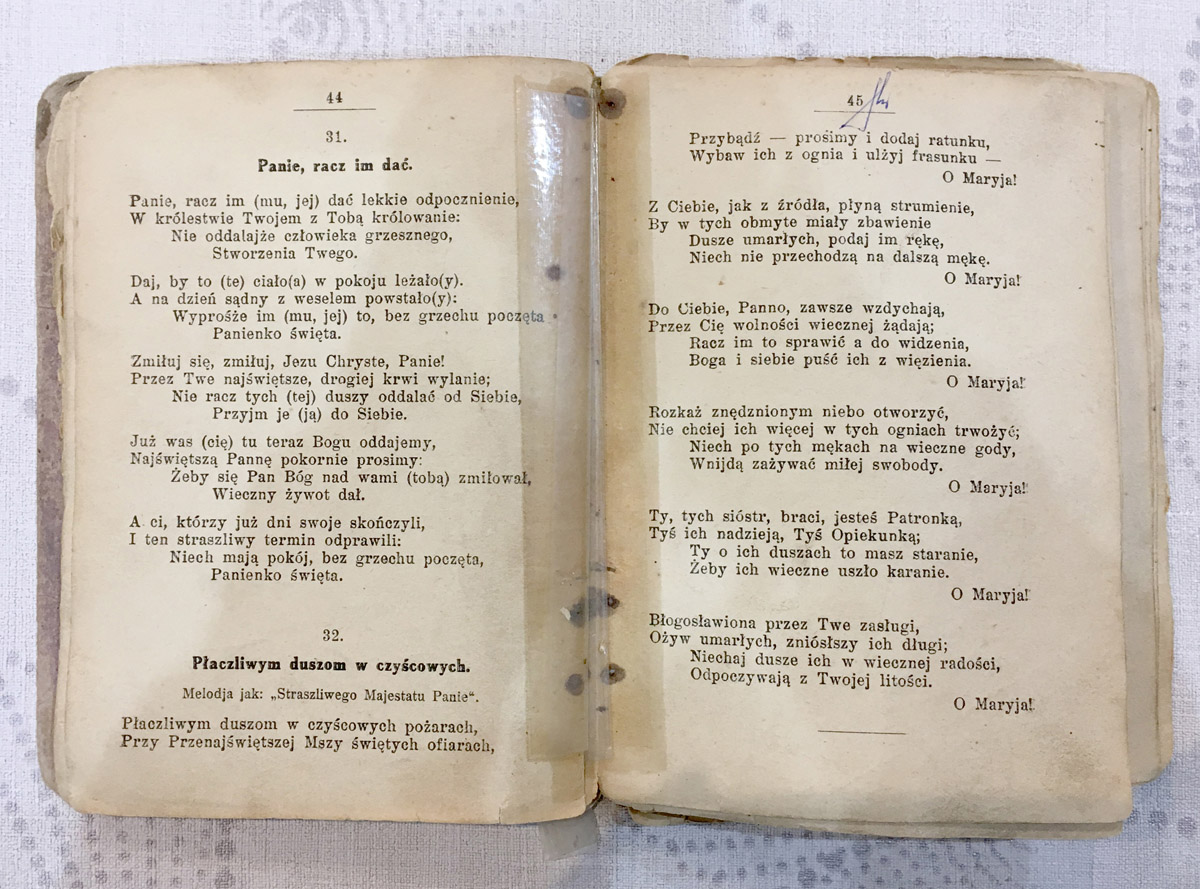 44
31.
Panie, racz im dać.
Panie, racz im (mu, jej) dać lekkie odpocznienie,
W królestwie Twojem z Tobą królowanie:
Nie oddalajże człowieka grzesznego,
Stworzenia Twego.
Daj, by to (te) ciało(a) w pokoju leżało(y).
A na dzień sądny z weselem powstało(y):
Wyprośże im (mu, jej) to, bez grzechu poczęta
Panienko święta.
Zmiłuj się, zmiłuj, Jezu Chryste, Panie!
Przez Twe najświętsze, drogiej krwi wylanie;
Nie racz tych (tej) duszy oddalać od Siebie,
Przyjm je (ją) do Siebie.
Już was (cię) tu teraz Bogu oddajemy,
Najświętszą Pannę pokornie prosimy:
Żeby się Pan Bóg nad wami (tobą) zmiłował,
Wieczny żywot dał.
A ci, którzy już dni swoje skończyli,
I ten straszliwy termin odprawili:
Niech mają pokój, bez grzechu poczęta,
Panienko święta.
32.
Płaczliwym duszom w czyścowych.
Melodja jak: „Straszliwego Majestatu Panie“.
Płaczliwym duszom w czyścowych pożarach,
Przy Przenajświętszej Mszy świętych ofiarach,
45
Przybądź — prosimy i dodaj ratunku,
Wybaw ich z ognia i ulżyj frasunku —
O Maryja!
Z Ciebie, jak z źródła, płyną strumienie,
By w tych obmyte miały zbawienie
Dusze umarłych, podaj im rękę,
Niech nie przechodzą na dalszą mękę.
O Maryja!
Do Ciebie, Panno, zawsze wzdychają,
Przez Cię wolności wiecznej żądają;
Racz im to sprawić a do widzenia,
Boga i siebie puść ich z więzienia.
O Maryja!
Rozkaż znędznionym niebo otworzyć,
Nie chciej ich więcej w tych ogniach trwożyć;
Niech po tych mękach na wieczne gody,
Wnijdą zażywać miłej swobody.
O Maryja!
Ty, tych sióstr, braci, jesteś Patronką,
Tyś ich nadzieją, Tyś Opiekunką;
Ty o ich duszach to masz staranie,
Żeby ich wieczne uszło karanie.
O Maryja!
Błogosławiona przez Twe zasługi,
Ożyw umarłych, zniósłszy ich długi;
Niechaj dusze ich w wiecznej radości,
Odpoczywają z Twojej litości.
O Maryja!